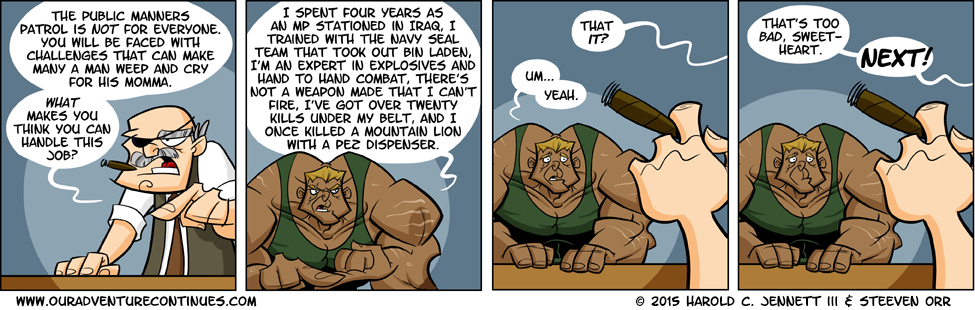 THE PUBLIC MANNERS
PATROL IS NOT FOR EVERYONE.
YOU WILL BE FACED WITH
CHALLENGES THAT CAN MAKE
MANY A MAN WEEP AND CRY
FOR HIS MOMMA.
WHAT
MAKES YOU
THINK YOU CAN
HANDLE THIS
JOB?
I SPENT FOUR YEARS AS
AN MP STATIONED IN IRAQ, I
TRAINED WITH THE NAVY SEAL
TEAM THAT TOOK OUT BIN LADEN,
I'M AN EXPERT IN EXPLOSIVES AND
HAND TO HAND COMBAT, THERE'S
NOT A WEAPON MADE THAT I CAN'T
FIRE, I'VE GOT OVER TWENTY
KILLS UNDER MY BELT, AND I
ONCE KILLED A MOUNTAIN LION
WITH A PEZ DISPENSER.
THAT
IT?
UM...
YEAH.
THAT'S TOO
BAD, SWEET-
HEART.
NEXT!
WWW.OURADVENTURECONTINUES.COM
© 2015 HAROLD C. JENNETT III & STEEVEN ORR